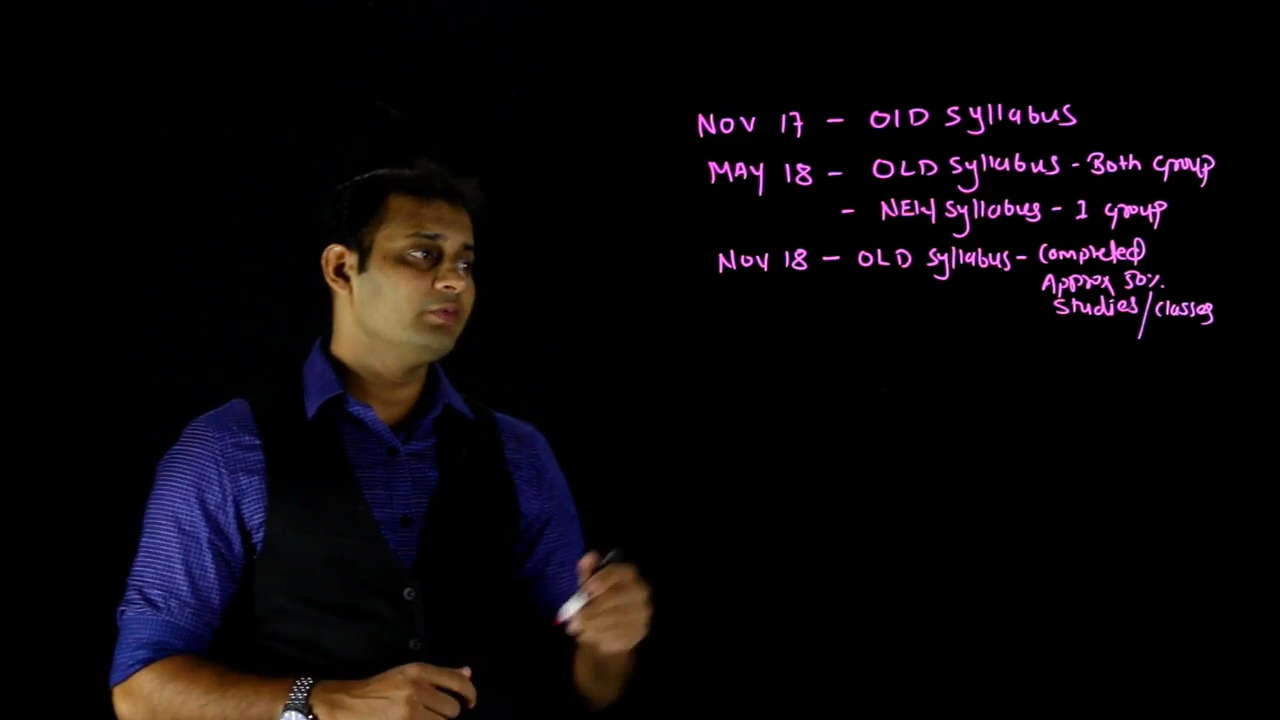 NOV 17 - OlD syllabus
MAY 18 - OLD syllabus - Both group
- NEW syllabus - 1 group
NOV 18 - OLD syllabus - completed
Approx 50%
studies/classes